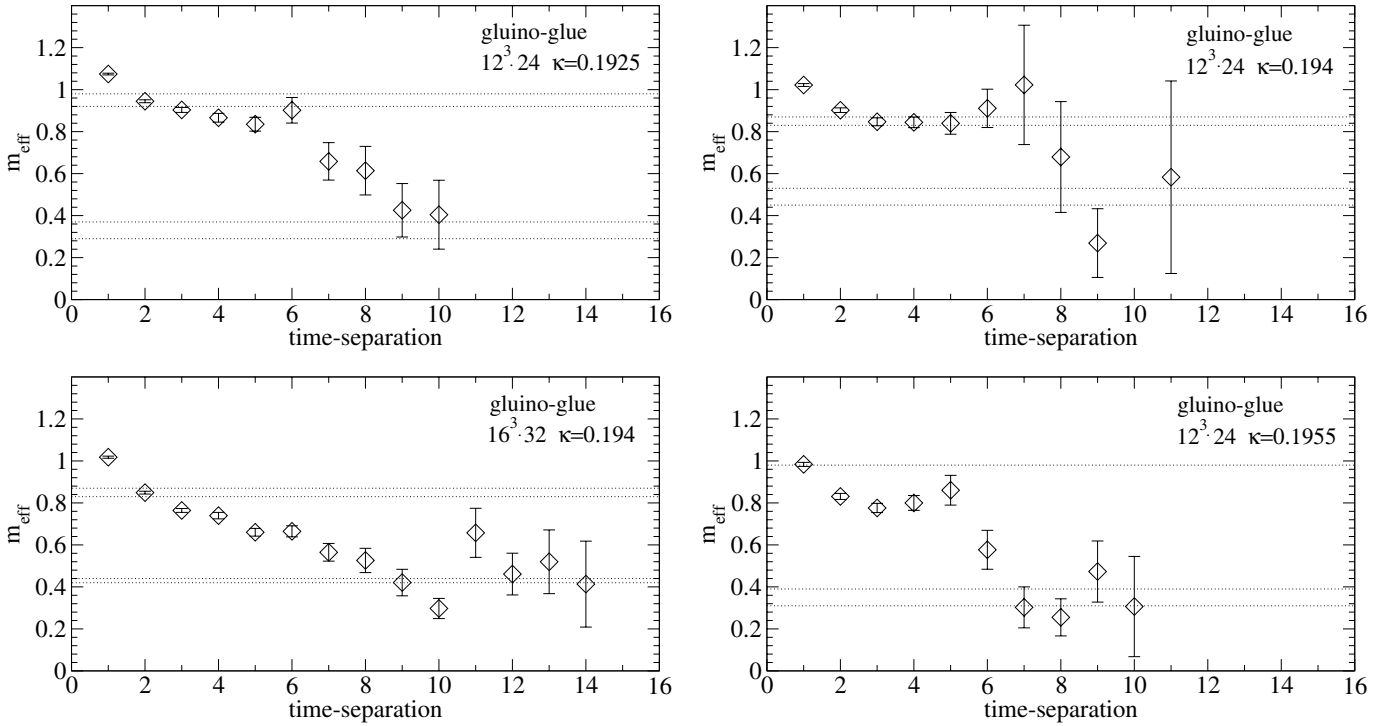 gluino-glue
12³·24 κ=0.1925
1.2
1
0.8
0.6
0.4
0.2
0
m_eff
0 2 4 6 8 10 12 14 16
time-separation
gluino-glue
12³·24 κ=0.194
1.2
1
0.8
0.6
0.4
0.2
0
m_eff
0 2 4 6 8 10 12 14 16
time-separation
gluino-glue
16³·32 κ=0.194
1.2
1
0.8
0.6
0.4
0.2
0
m_eff
0 2 4 6 8 10 12 14 16
time-separation
gluino-glue
12³·24 κ=0.1955
1.2
1
0.8
0.6
0.4
0.2
0
m_eff
0 2 4 6 8 10 12 14 16
time-separation